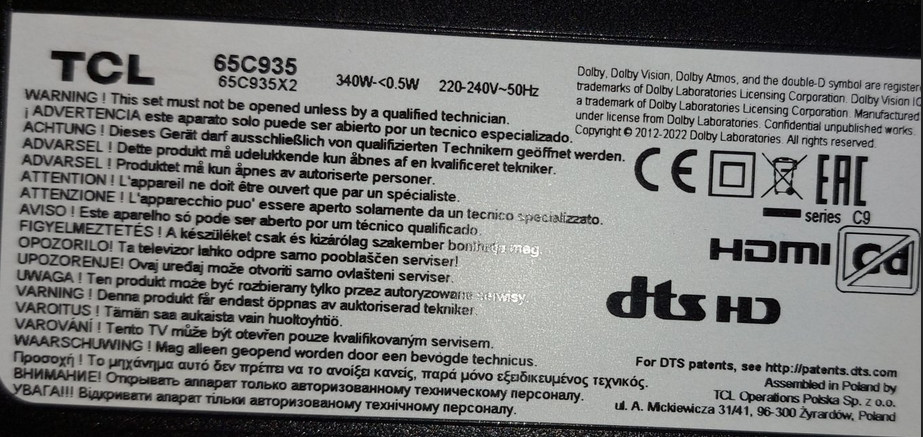 TCL
65C935
65C935X2
340W-<0.5W 220-240V~50Hz
WARNING ! This set must not be opened unless by a qualified technician.
¡ ADVERTENCIA este aparato solo puede ser abierto por un tecnico especializado.
ACHTUNG ! Dieses Gerät darf ausschließlich von qualifizierten Technikern geöffnet werden.
ADVARSEL ! Dette produkt må udelukkende kun åbnes af en kvalificeret tekniker.
ADVARSEL ! Produktet må kun åpnes av autoriserte personer.
ATTENTION ! L'appareil ne doit être ouvert que par un spécialiste.
ATTENZIONE ! L'apparecchio puo' essere aperto solamente da un tecnico specializzato.
AVISO ! Este aparelho só pode ser aberto por um técnico qualificado.
FIGYELMEZTETÉS ! A készüléket csak és kizárólag szakember
OPOZORILO! Ta televizor lahko odpre samo pooblaščen serviser!
UPOZORENJE! Ovaj uređaj može otvoriti samo ovlašteni serviser.
UWAGA ! Ten produkt może być rozbierany tylko przez autoryzowane serwisy.
VARNING ! Denna produkt får endast öppnas av auktoriserad tekniker.
VAROITUS ! Tämän saa aukaista vain huoltoyhtiö.
VAROVÁNÍ ! Tento TV může být otevřen pouze kvalifikovaným servisem.
WAARSCHUWING ! Mag alleen geopend worden door een bevoegde technicus.
Προσοχή ! Το μηχάνημα αυτό δεν πρέπει να το ανοίξει κανείς, παρά μόνο εξειδικευμένος τεχνικός.
ВНИМАНИЕ! Открывать аппарат только авторизованному техническому персоналу.
УВАГА!!! Відкривати апарат тільки авторизованому технічному персоналу.
Dolby, Dolby Vision, Dolby Atmos, and the double-D symbol are register
trademarks of Dolby Laboratories Licensing Corporation. Dolby Vision IQ
a trademark of Dolby Laboratories Licensing Corporation. Manufactured
under license from Dolby Laboratories. Confidential unpublished works.
Copyright © 2012-2022 Dolby Laboratories. All rights reserved.
CE EAC
series C9
HDMI Cd
dts HD
For DTS patents, see http://patents.dts.com
Assembled in Poland by
TCL Operations Polska Sp. z o.o.
ul. A. Mickiewicza 31/41, 96-300 Żyrardów, Poland